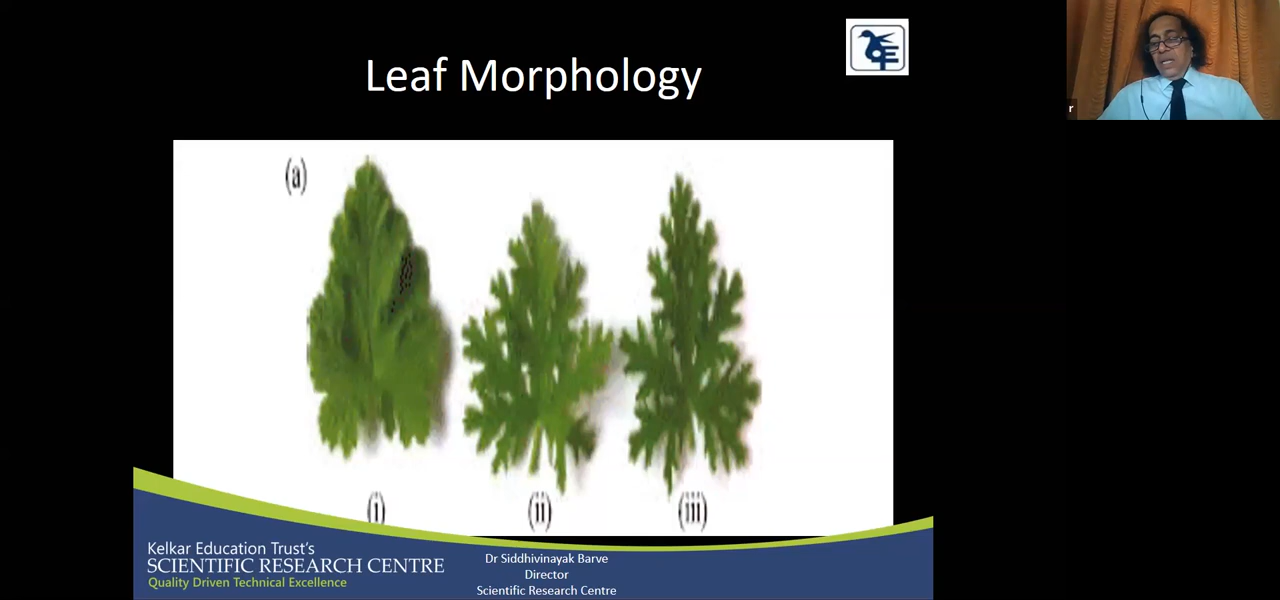 Leaf Morphology
(a)
(i)
(ii)
(iii)
Kelkar Education Trust's
SCIENTIFIC RESEARCH CENTRE
Quality Driven Technical Excellence
Dr Siddhivinayak Barve
Director
Scientific Research Centre
r